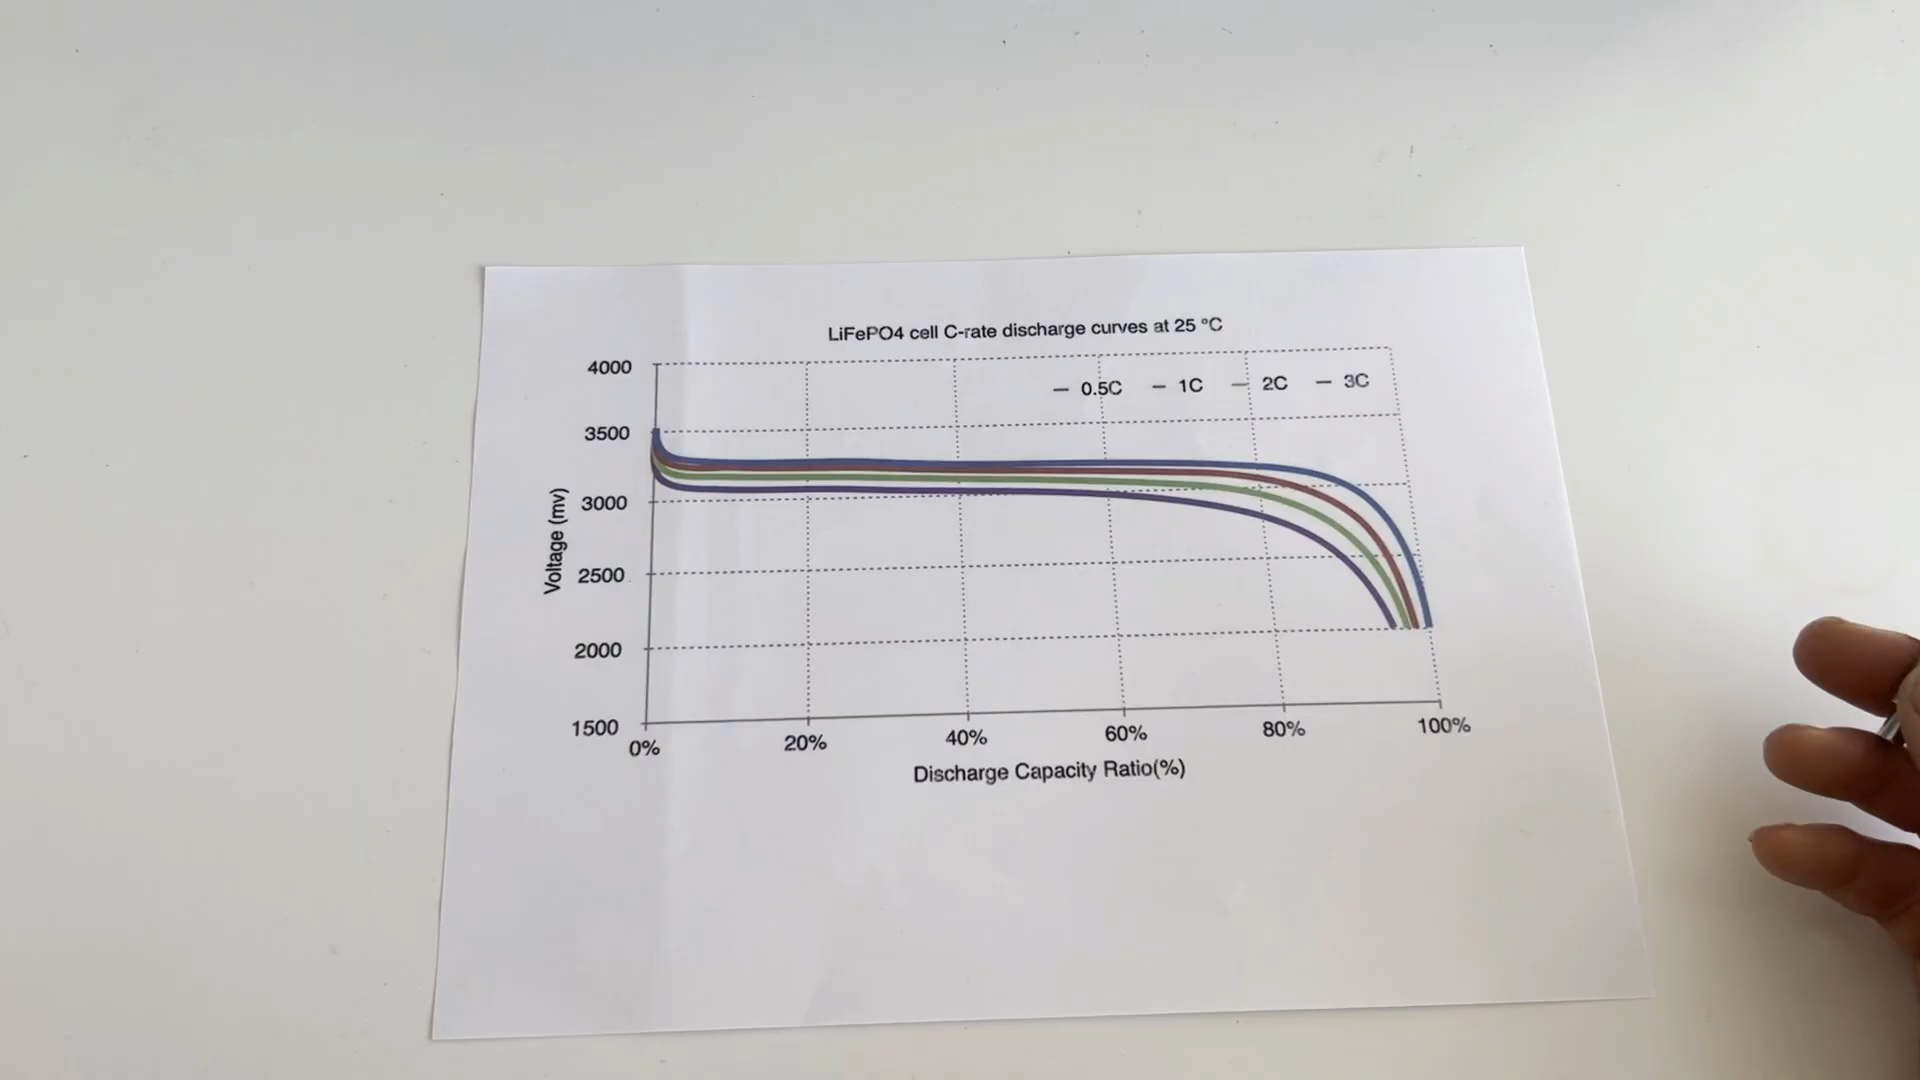 LiFePO4 cell C-rate discharge curves at 25 °C
0.5C 1C 2C 3C
4000
3500
3000
2500
2000
1500
Voltage (mv)
0% 20% 40% 60% 80% 100%
Discharge Capacity Ratio(%)